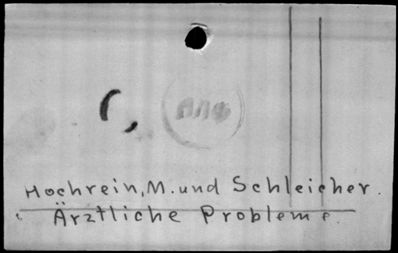 Hochrein, M. und Schleicher.
Ärztliche Probleme.